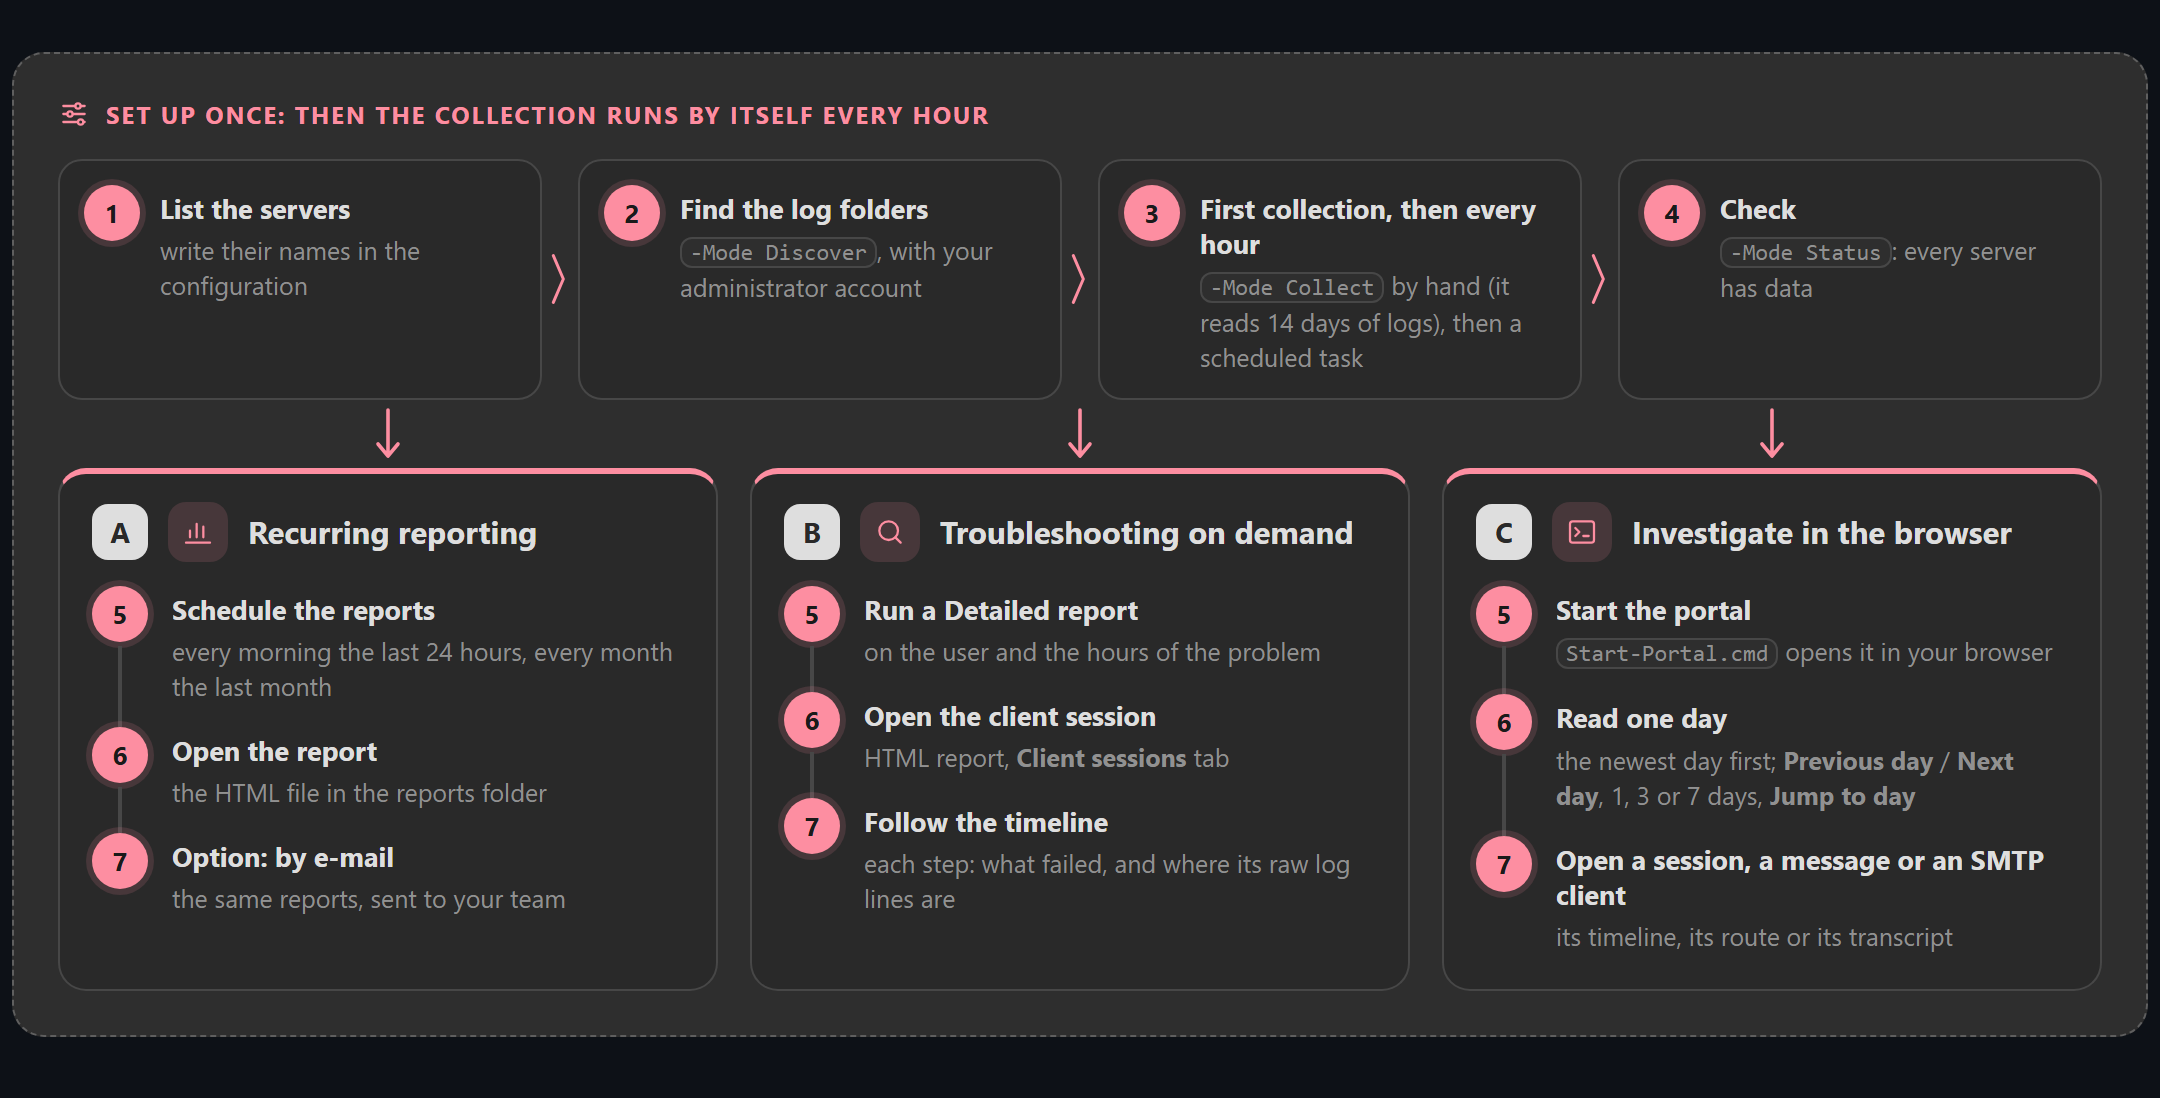 SET UP ONCE: THEN THE COLLECTION RUNS BY ITSELF EVERY HOUR
1
List the servers
write their names in the
configuration
2
Find the log folders
-Mode Discover, with your
administrator account
3
First collection, then every
hour
-Mode Collect by hand (it
reads 14 days of logs), then a
scheduled task
4
Check
-Mode Status: every server
has data
A
Recurring reporting
5
Schedule the reports
every morning the last 24 hours, every month
the last month
6
Open the report
the HTML file in the reports folder
7
Option: by e-mail
the same reports, sent to your team
B
Troubleshooting on demand
5
Run a Detailed report
on the user and the hours of the problem
6
Open the client session
HTML report, Client sessions tab
7
Follow the timeline
each step: what failed, and where its raw log
lines are
C
Investigate in the browser
5
Start the portal
Start-Portal.cmd opens it in your browser
6
Read one day
the newest day first; Previous day / Next
day, 1, 3 or 7 days, Jump to day
7
Open a session, a message or an SMTP
client
its timeline, its route or its transcript